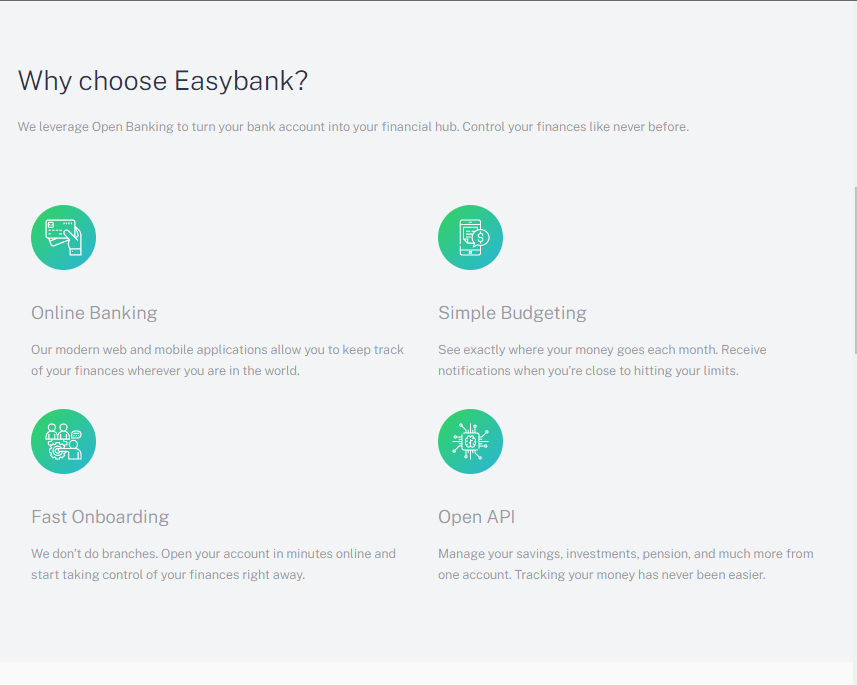 Why choose Easybank?
We leverage Open Banking to turn your bank account into your financial hub. Control your finances like never before.
Online Banking
Our modern web and mobile applications allow you to keep track
of your finances wherever you are in the world.
Simple Budgeting
See exactly where your money goes each month. Receive
notifications when you're close to hitting your limits.
Fast Onboarding
We don't do branches. Open your account in minutes online and
start taking control of your finances right away.
Open API
Manage your savings, investments, pension, and much more from
one account. Tracking your money has never been easier.